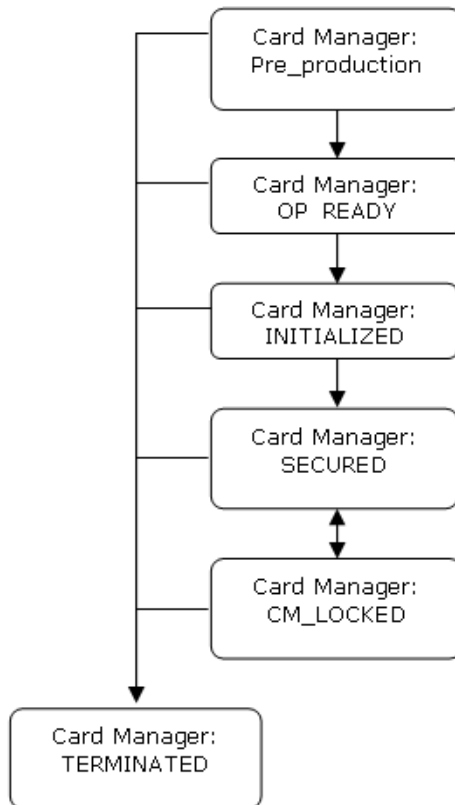 Card Manager:
Pre_production
Card Manager:
OP READY
Card Manager:
INITIALIZED
Card Manager:
SECURED
Card Manager:
CM_LOCKED
Card Manager:
TERMINATED